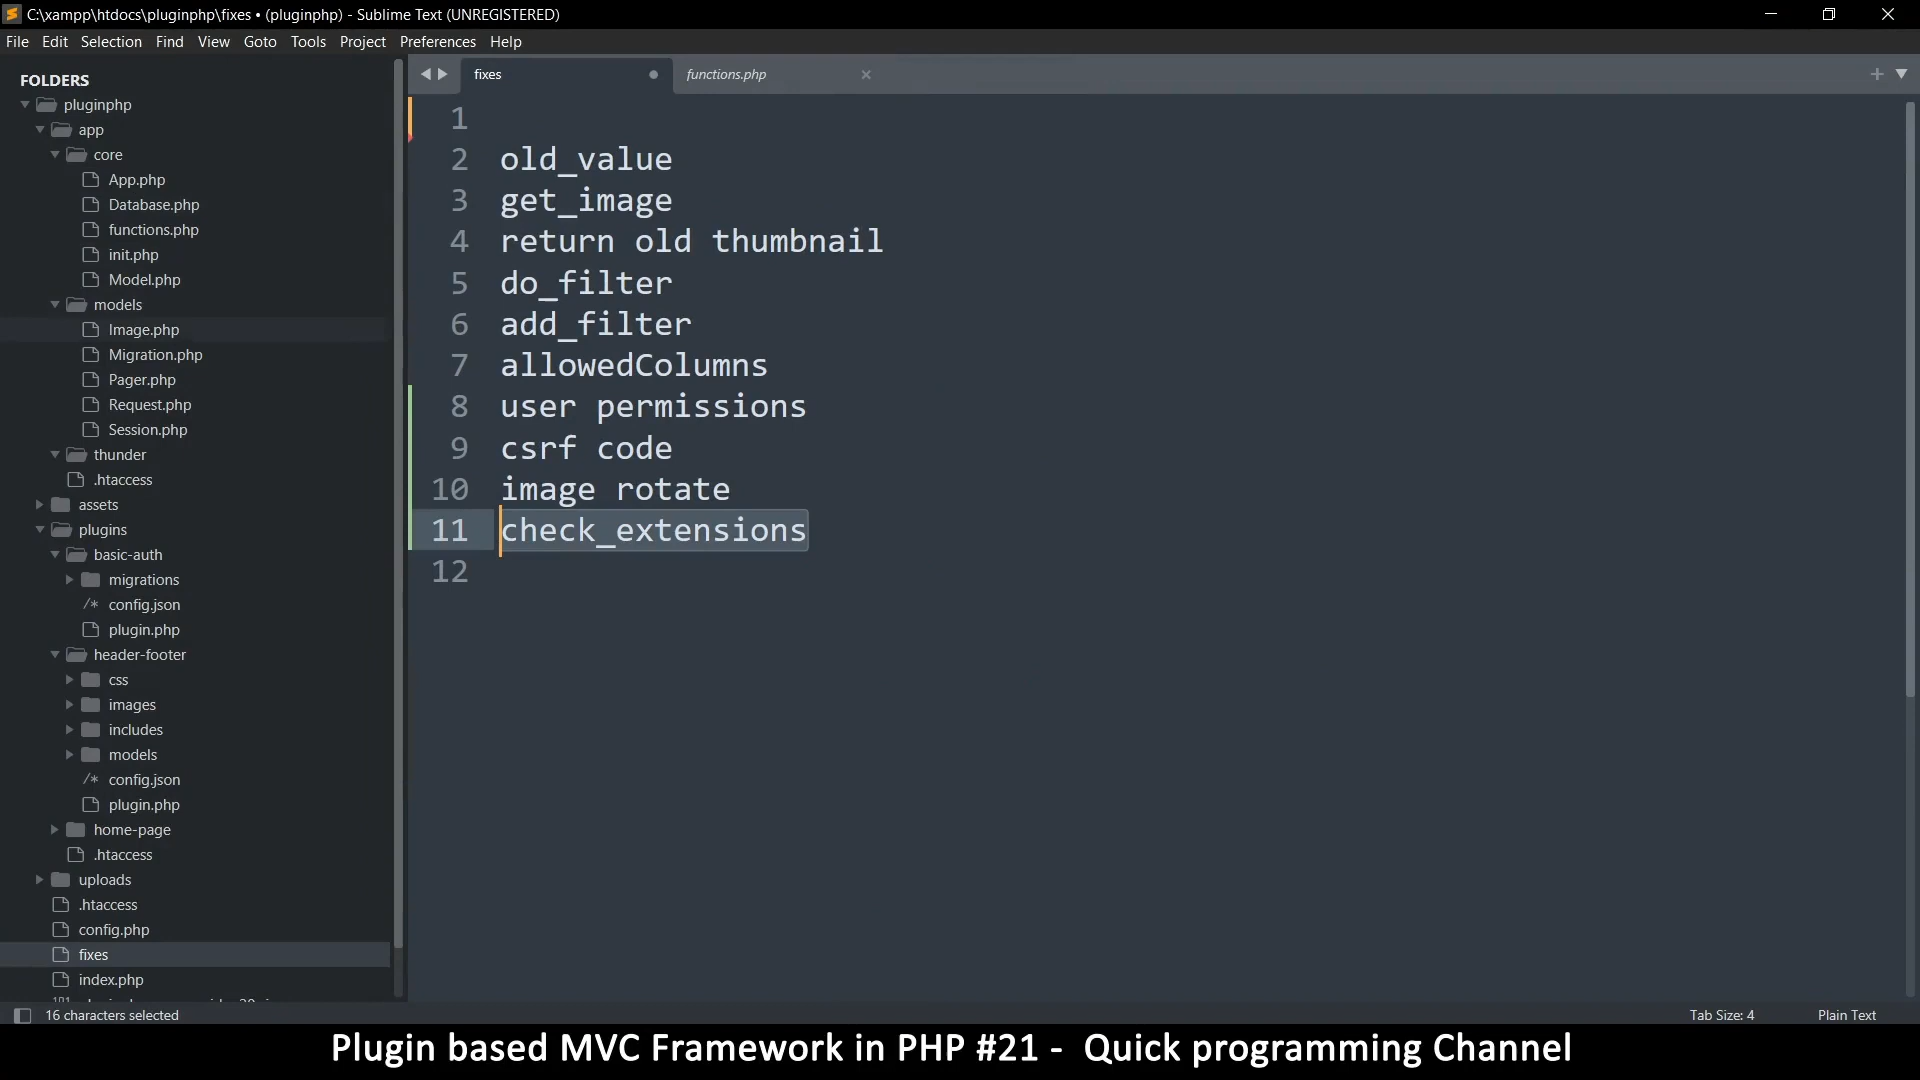 C:\xampp\htdocs\pluginphp\fixes • (pluginphp) - Sublime Text (UNREGISTERED)
File Edit Selection Find View Goto Tools Project Preferences Help
FOLDERS
pluginphp
app
core
App.php
Database.php
functions.php
init.php
Model.php
models
Image.php
Migration.php
Pager.php
Request.php
Session.php
thunder
.htaccess
assets
plugins
basic-auth
migrations
/* config.json
plugin.php
header-footer
css
images
includes
models
/* config.json
plugin.php
home-page
.htaccess
uploads
.htaccess
config.php
fixes
index.php
fixes functions.php
1
2 old_value
3 get_image
4 return old thumbnail
5 do_filter
6 add_filter
7 allowedColumns
8 user permissions
9 csrf code
10 image rotate
11 check_extensions
12
16 characters selected Tab Size: 4 Plain Text
Plugin based MVC Framework in PHP #21 - Quick programming Channel